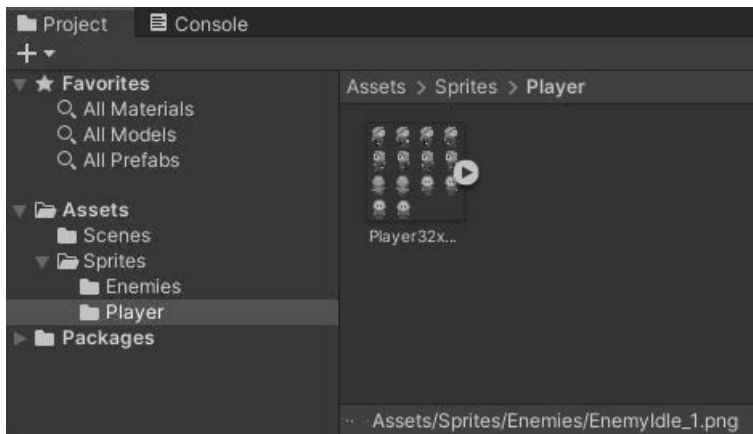 Project Console
Favorites
All Materials
All Models
All Prefabs
Assets
Scenes
Sprites
Enemies
Player
Packages
Assets > Sprites > Player
Player32x...
Assets/Sprites/Enemies/EnemyIdle_1.png